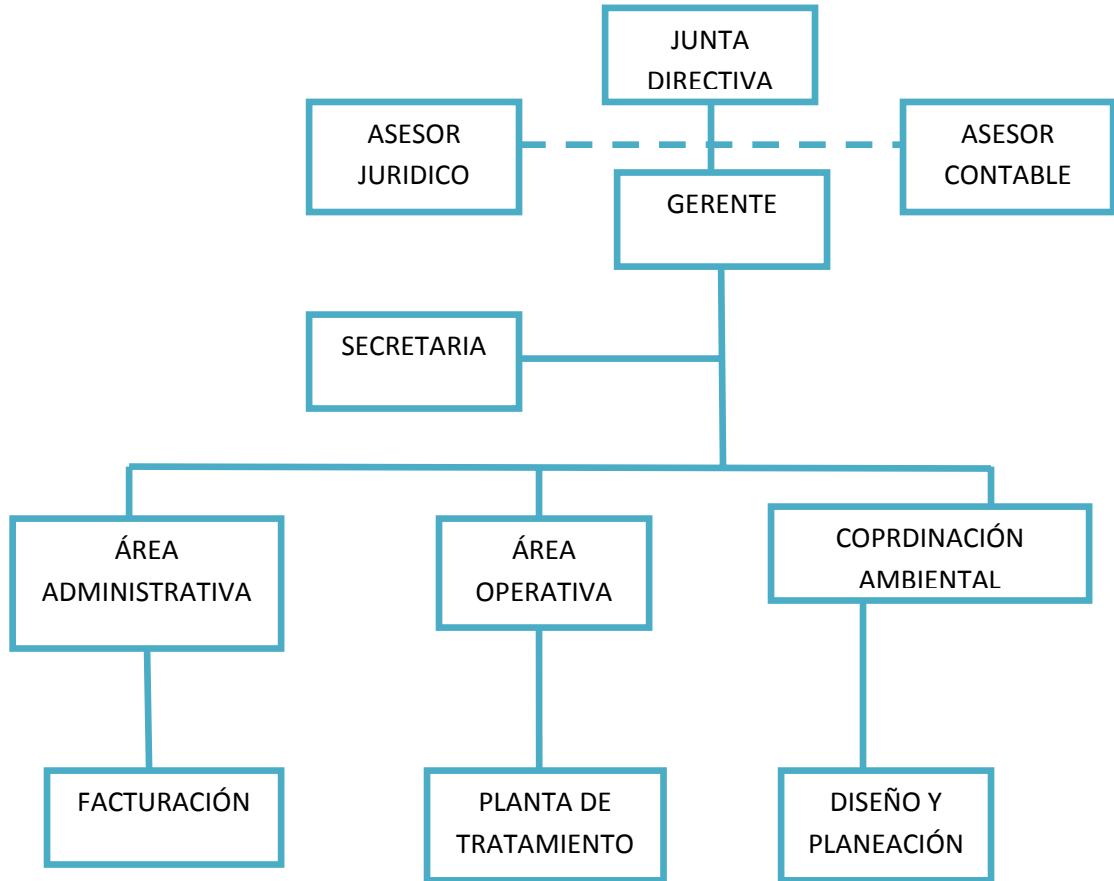 JUNTA
DIRECTIVA
ASESOR
JURIDICO
ASESOR
CONTABLE
GERENTE
SECRETARIA
ÁREA
ADMINISTRATIVA
ÁREA
OPERATIVA
COPRDINACIÓN
AMBIENTAL
FACTURACIÓN
PLANTA DE
TRATAMIENTO
DISEÑO Y
PLANEACIÓN